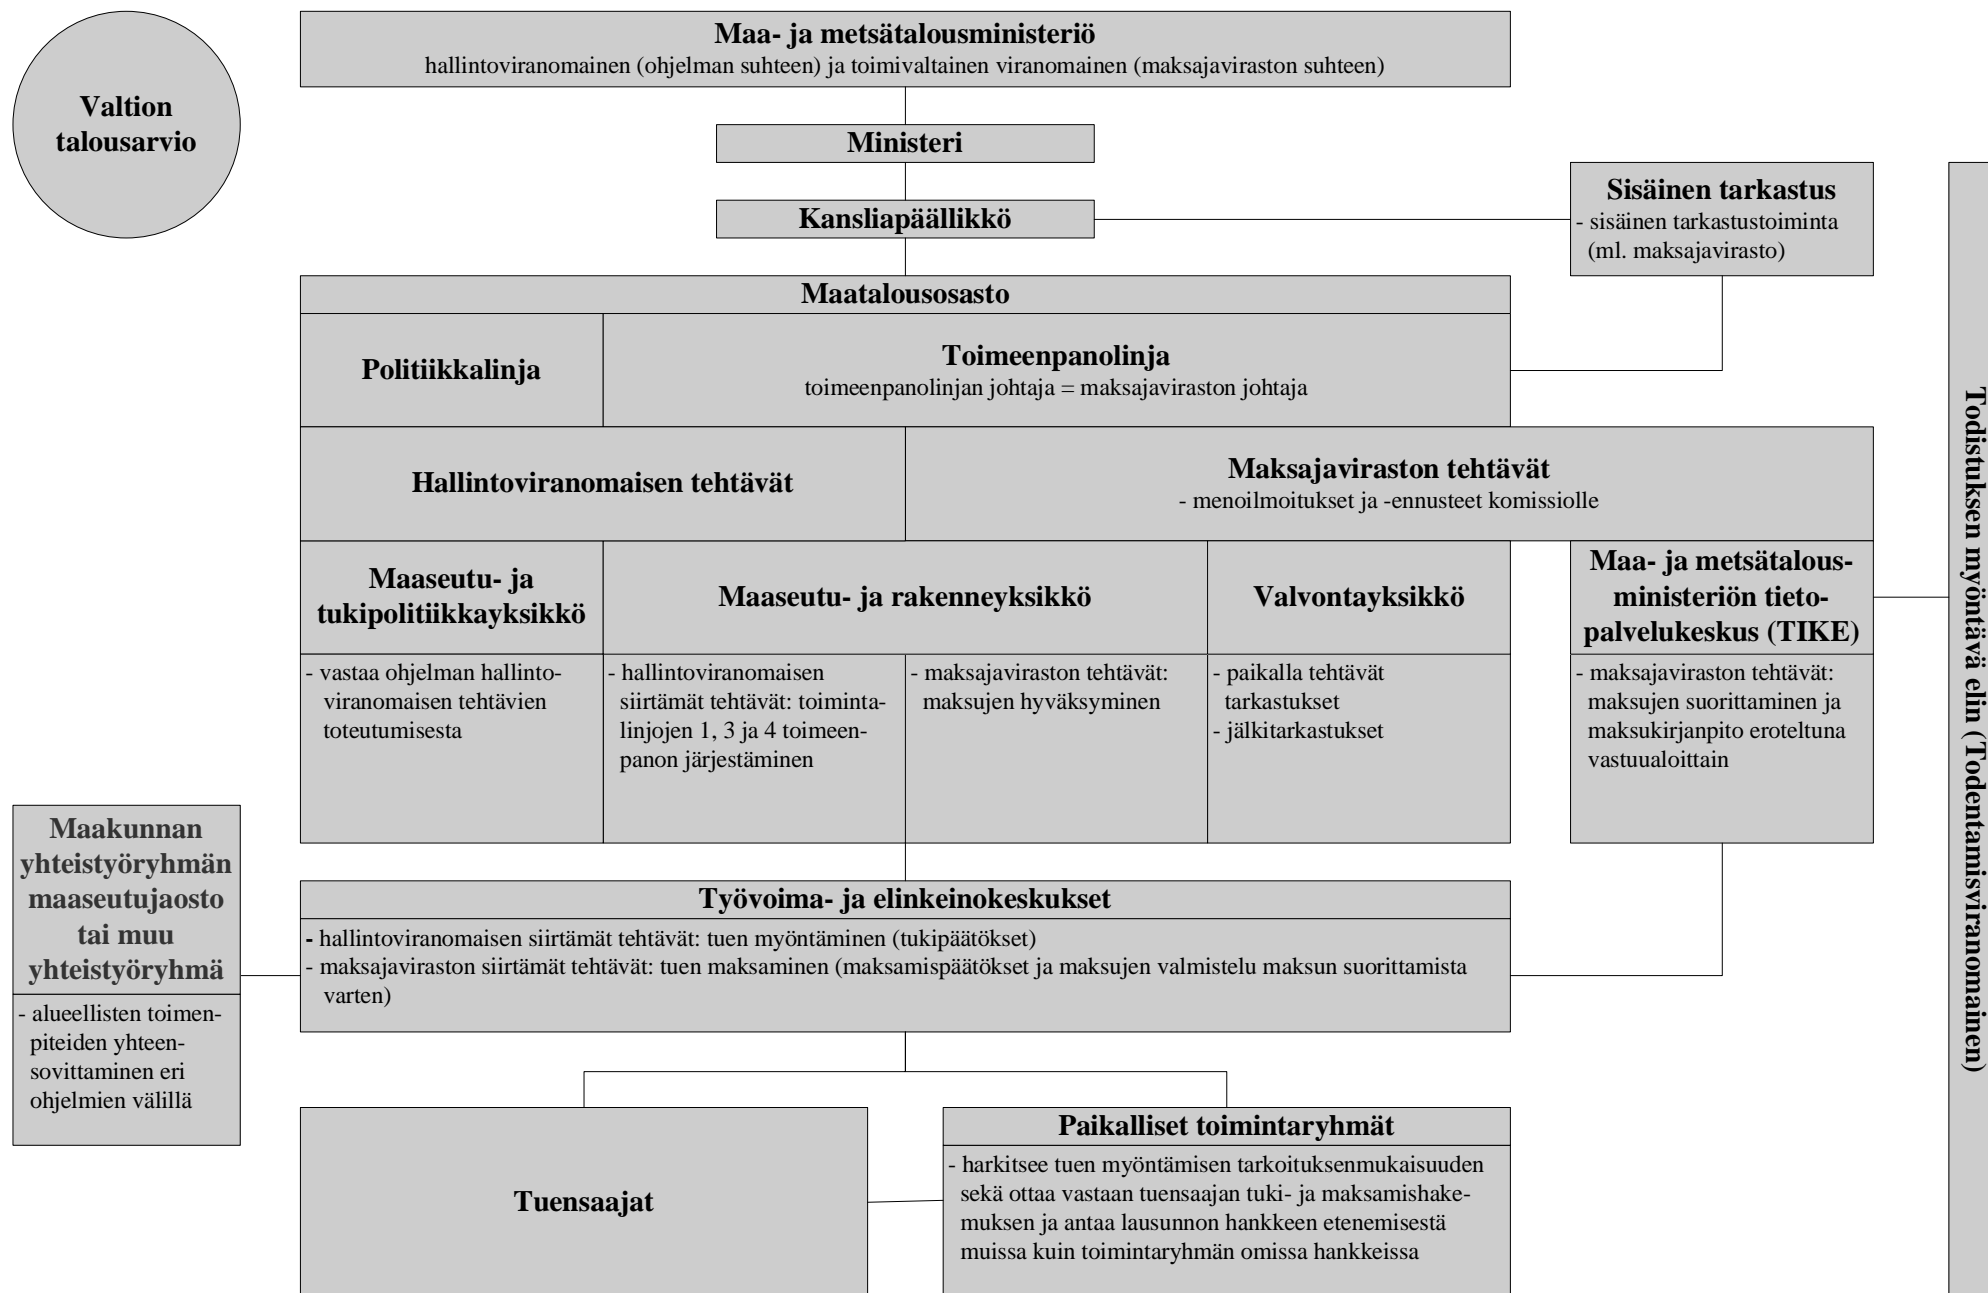 Maa- ja metsätalousministeriö
hallintoviranomainen (ohjelman suhteen) ja toimivaltainen viranomainen (maksajaviraston suhteen)
Valtion
talousarvio
Ministeri
Kansliapäällikkö
Sisäinen tarkastus
- sisäinen tarkastustoiminta
(ml. maksajavirasto)
Maatalousosasto
Politiikkalinja
Toimeenpanolinja
toimeenpanolinjan johtaja = maksajaviraston johtaja
Hallintoviranomaisen tehtävät
Maksajaviraston tehtävät
- menoilmoitukset ja -ennusteet komissiolle
Maaseutu- ja
tukipolitiikkayksikkö
Maaseutu- ja rakenneyksikkö
Valvontayksikkö
Maa- ja metsätalous-
ministeriön tieto-
palvelukeskus (TIKE)
- vastaa ohjelman hallinto-
viranomaisen tehtävien
toteutumisesta
- hallintoviranomaisen
siirtämät tehtävät: toiminta-
linjojen 1, 3 ja 4 toimeen-
panon järjestäminen
- maksajaviraston tehtävät:
maksujen hyväksyminen
- paikalla tehtävät
tarkastukset
- jälkitarkastukset
- maksajaviraston tehtävät:
maksujen suorittaminen ja
maksukirjanpito eroteltuna
vastuualoittain
Todistuksen myöntävä elin (Todentamisviranomainen)
Maakunnan
yhteistyöryhmän
maaseutujaosto
tai muu
yhteistyöryhmä
- alueellisten toimen-
piteiden yhteen-
sovittaminen eri
ohjelmien välillä
Työvoima- ja elinkeinokeskukset
- hallintoviranomaisen siirtämät tehtävät: tuen myöntäminen (tukipäätökset)
- maksajaviraston siirtämät tehtävät: tuen maksaminen (maksamispäätökset ja maksujen valmistelu maksun suorittamista
varten)
Tuensaajat
Paikalliset toimintaryhmät
- harkitsee tuen myöntämisen tarkoituksenmukaisuuden
sekä ottaa vastaan tuensaajan tuki- ja maksamishake-
muksen ja antaa lausunnon hankkeen etenemisestä
muissa kuin toimintaryhmän omissa hankkeissa